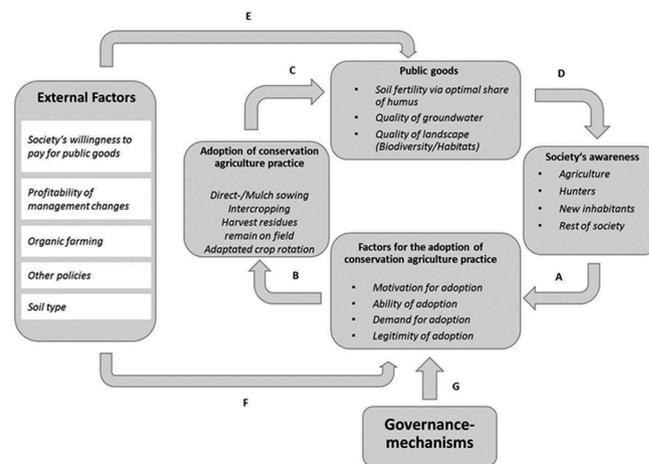 E
External Factors
Society's willingness to
pay for public goods
Profitability of
management changes
Organic farming
Other policies
Soil type
C
Adoption of conservation
agriculture practice
Direct-/Mulch sowing
Intercropping
Harvest residues
remain on field
Adaptated crop rotation
Public goods
• Soil fertility via optimal share
of humus
• Quality of groundwater
• Quality of landscape
(Biodiversity/Habitats)
D
Society's awareness
• Agriculture
• Hunters
• New inhabitants
• Rest of society
A
Factors for the adoption of
conservation agriculture practice
• Motivation for adoption
• Ability of adoption
• Demand for adoption
• Legitimity of adoption
B
F
G
Governance-
mechanisms